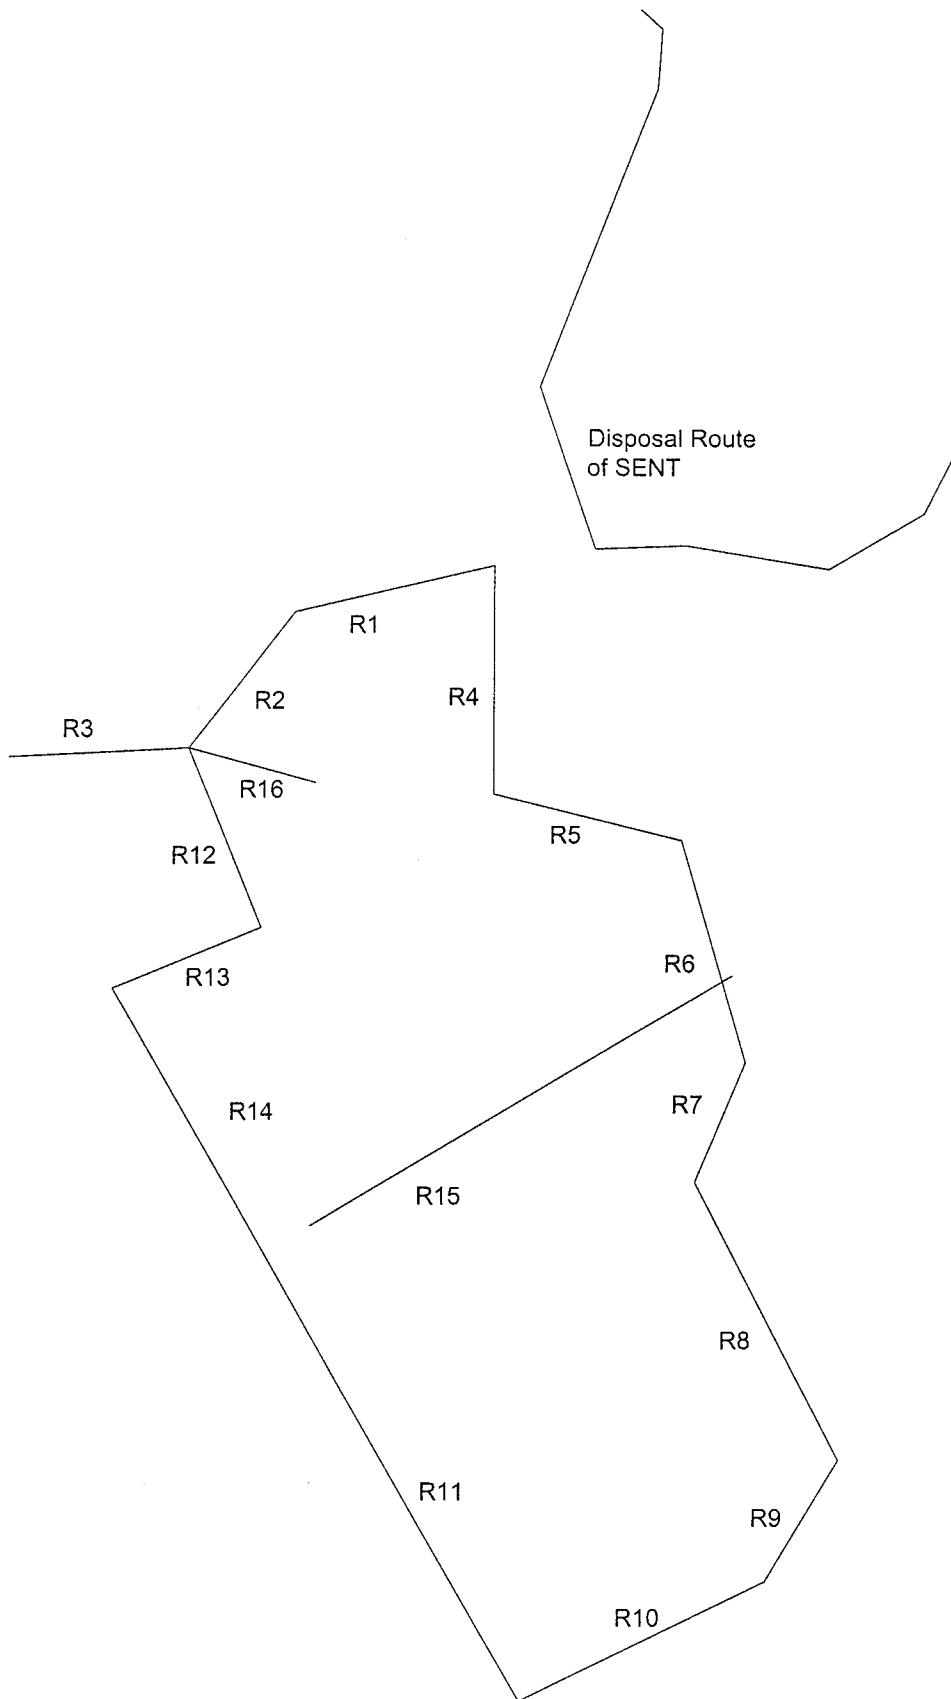 Disposal Route
of SENT
R1
R2
R4
R3
R16
R5
R12
R6
R13
R7
R14
R15
R8
R11
R9
R10